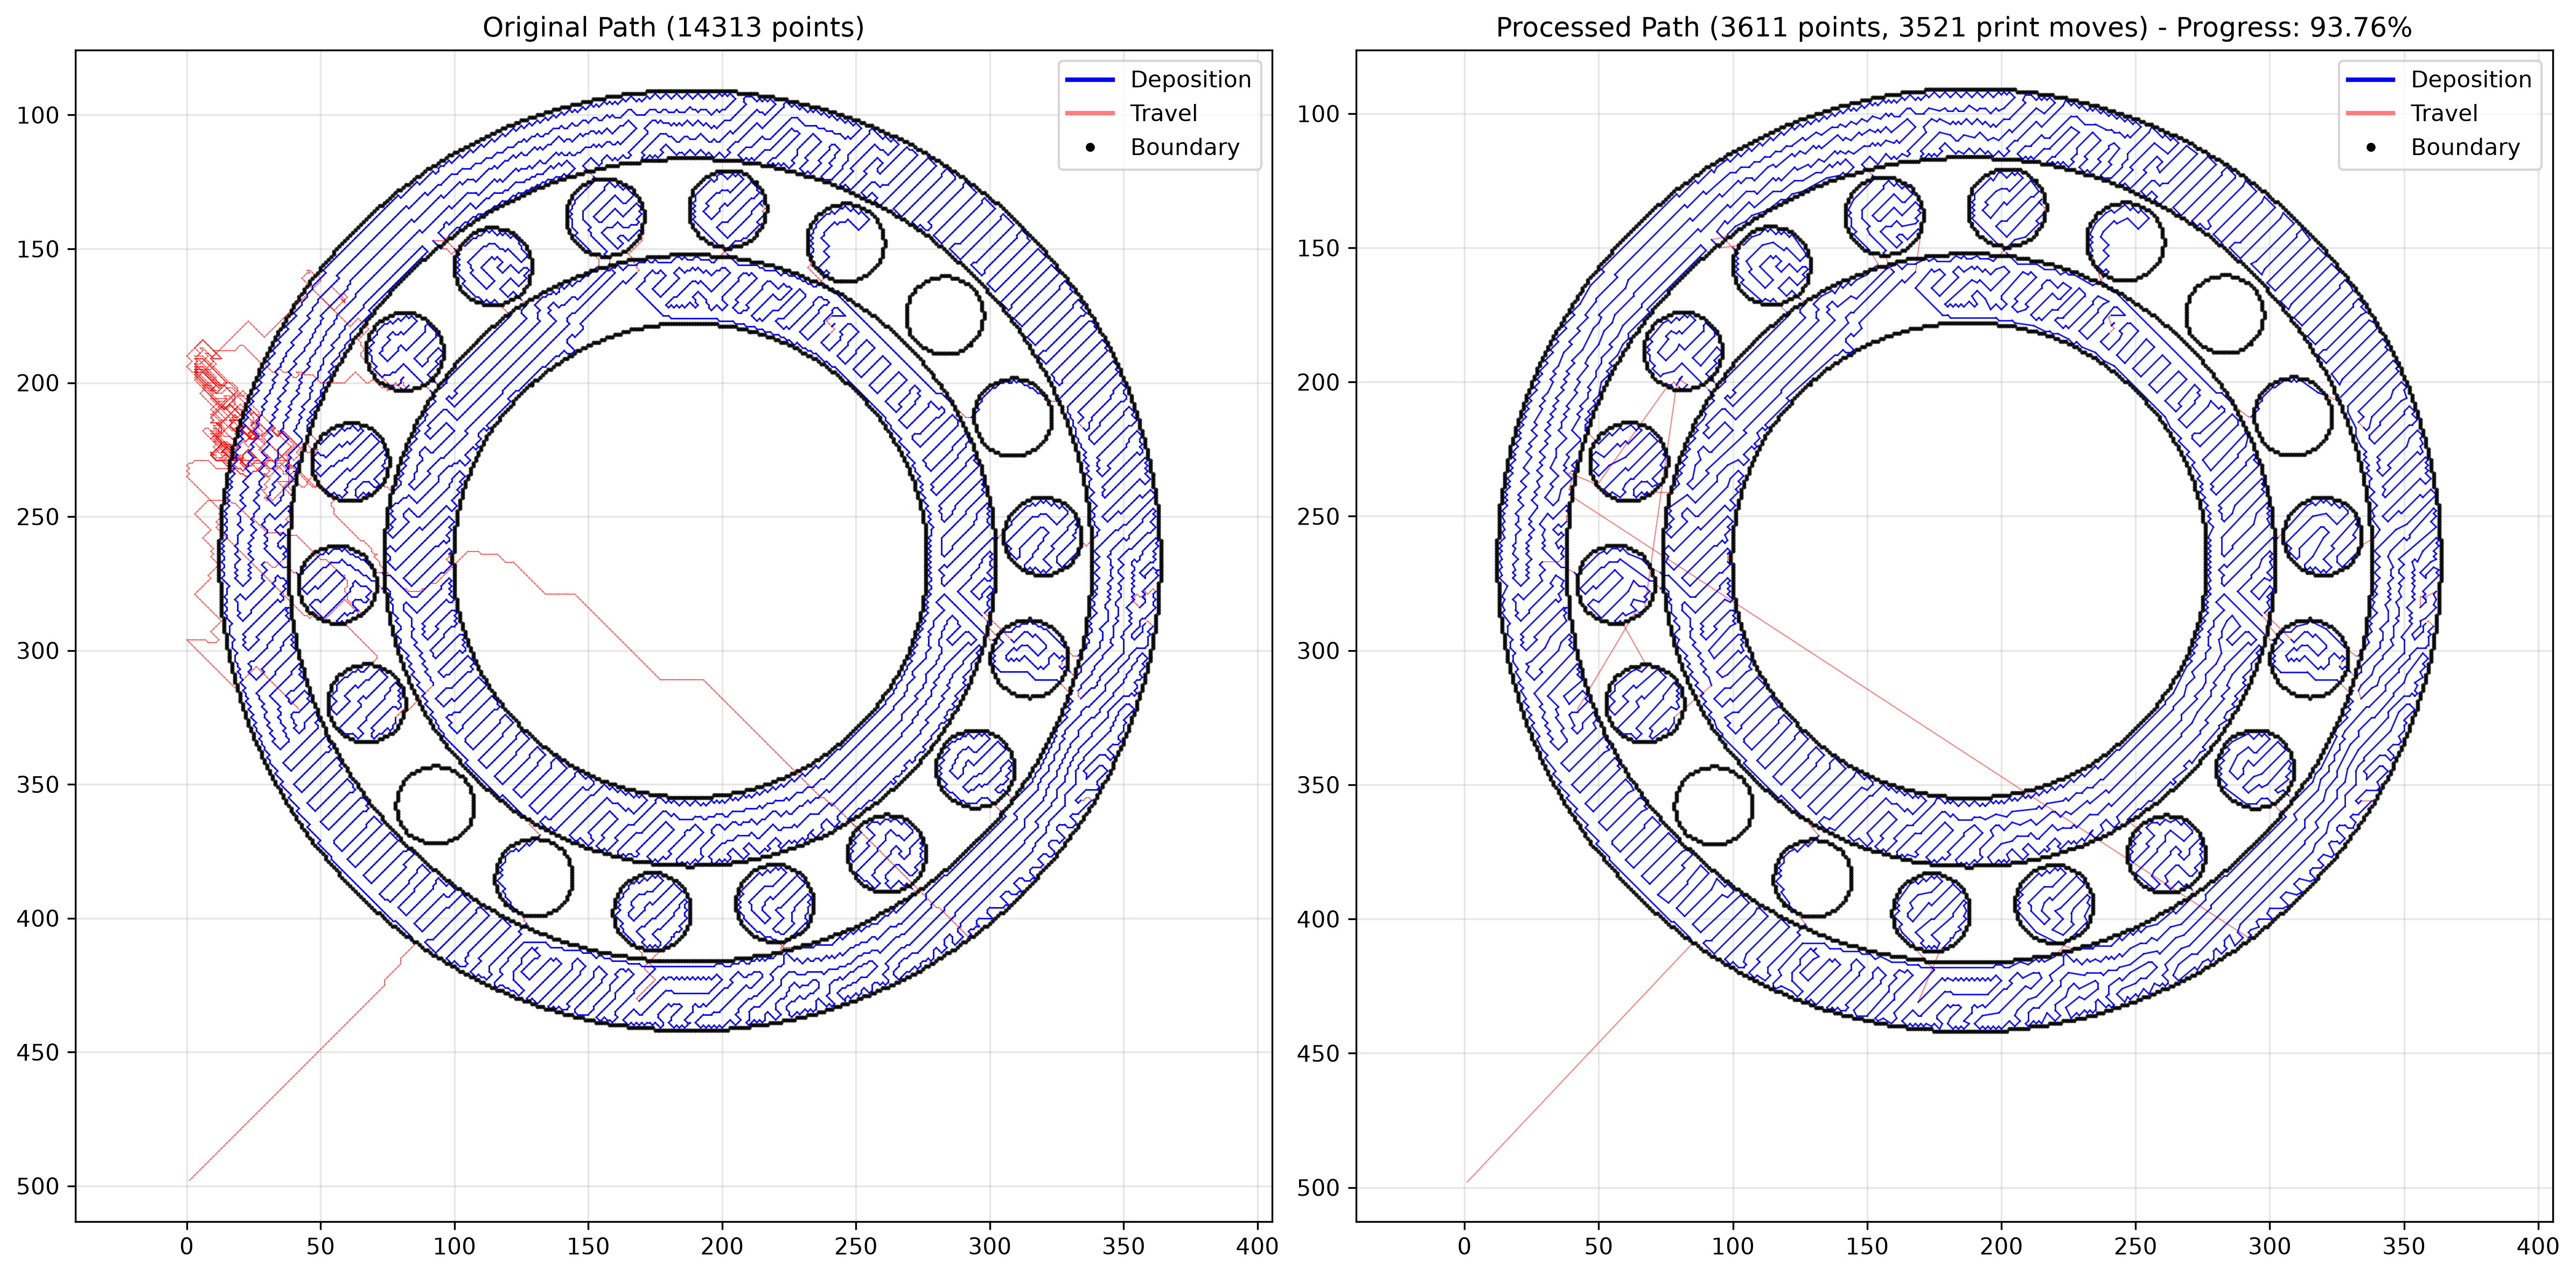 Original Path (14313 points)
Deposition
Travel
Boundary
100
150
200
250
300
350
400
450
500
0 50 100 150 200 250 300 350 400
Processed Path (3611 points, 3521 print moves) - Progress: 93.76%
Deposition
Travel
Boundary
100
150
200
250
300
350
400
450
500
0 50 100 150 200 250 300 350 400